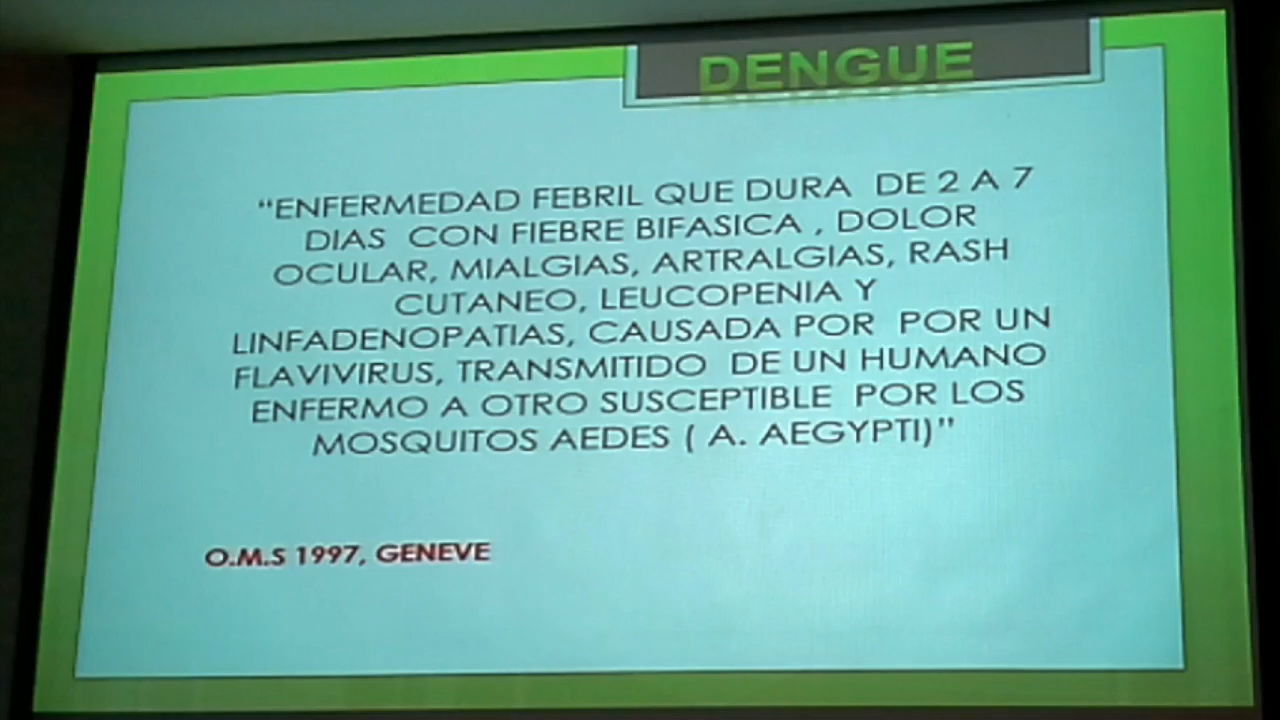 DENGUE
“ENFERMEDAD FEBRIL QUE DURA DE 2 A 7
DIAS CON FIEBRE BIFASICA , DOLOR
OCULAR, MIALGIAS, ARTRALGIAS, RASH
CUTANEO, LEUCOPENIA Y
LINFADENOPATIAS, CAUSADA POR POR UN
FLAVIVIRUS, TRANSMITIDO DE UN HUMANO
ENFERMO A OTRO SUSCEPTIBLE POR LOS
MOSQUITOS AEDES ( A. AEGYPTI)”
O.M.S 1997, GENEVE